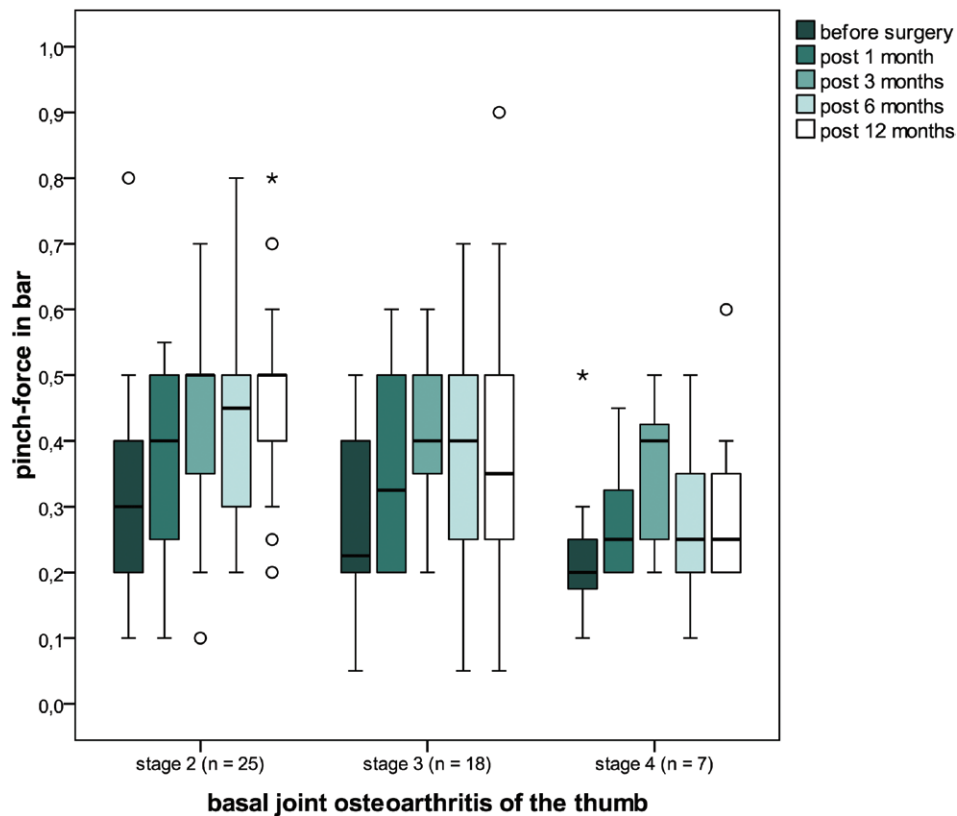 before surgery
post 1 month
post 3 months
post 6 months
post 12 months
pinch-force in bar
1,0
0,9
0,8
0,7
0,6
0,5
0,4
0,3
0,2
0,1
0,0
stage 2 (n = 25)
stage 3 (n = 18)
stage 4 (n = 7)
basal joint osteoarthritis of the thumb